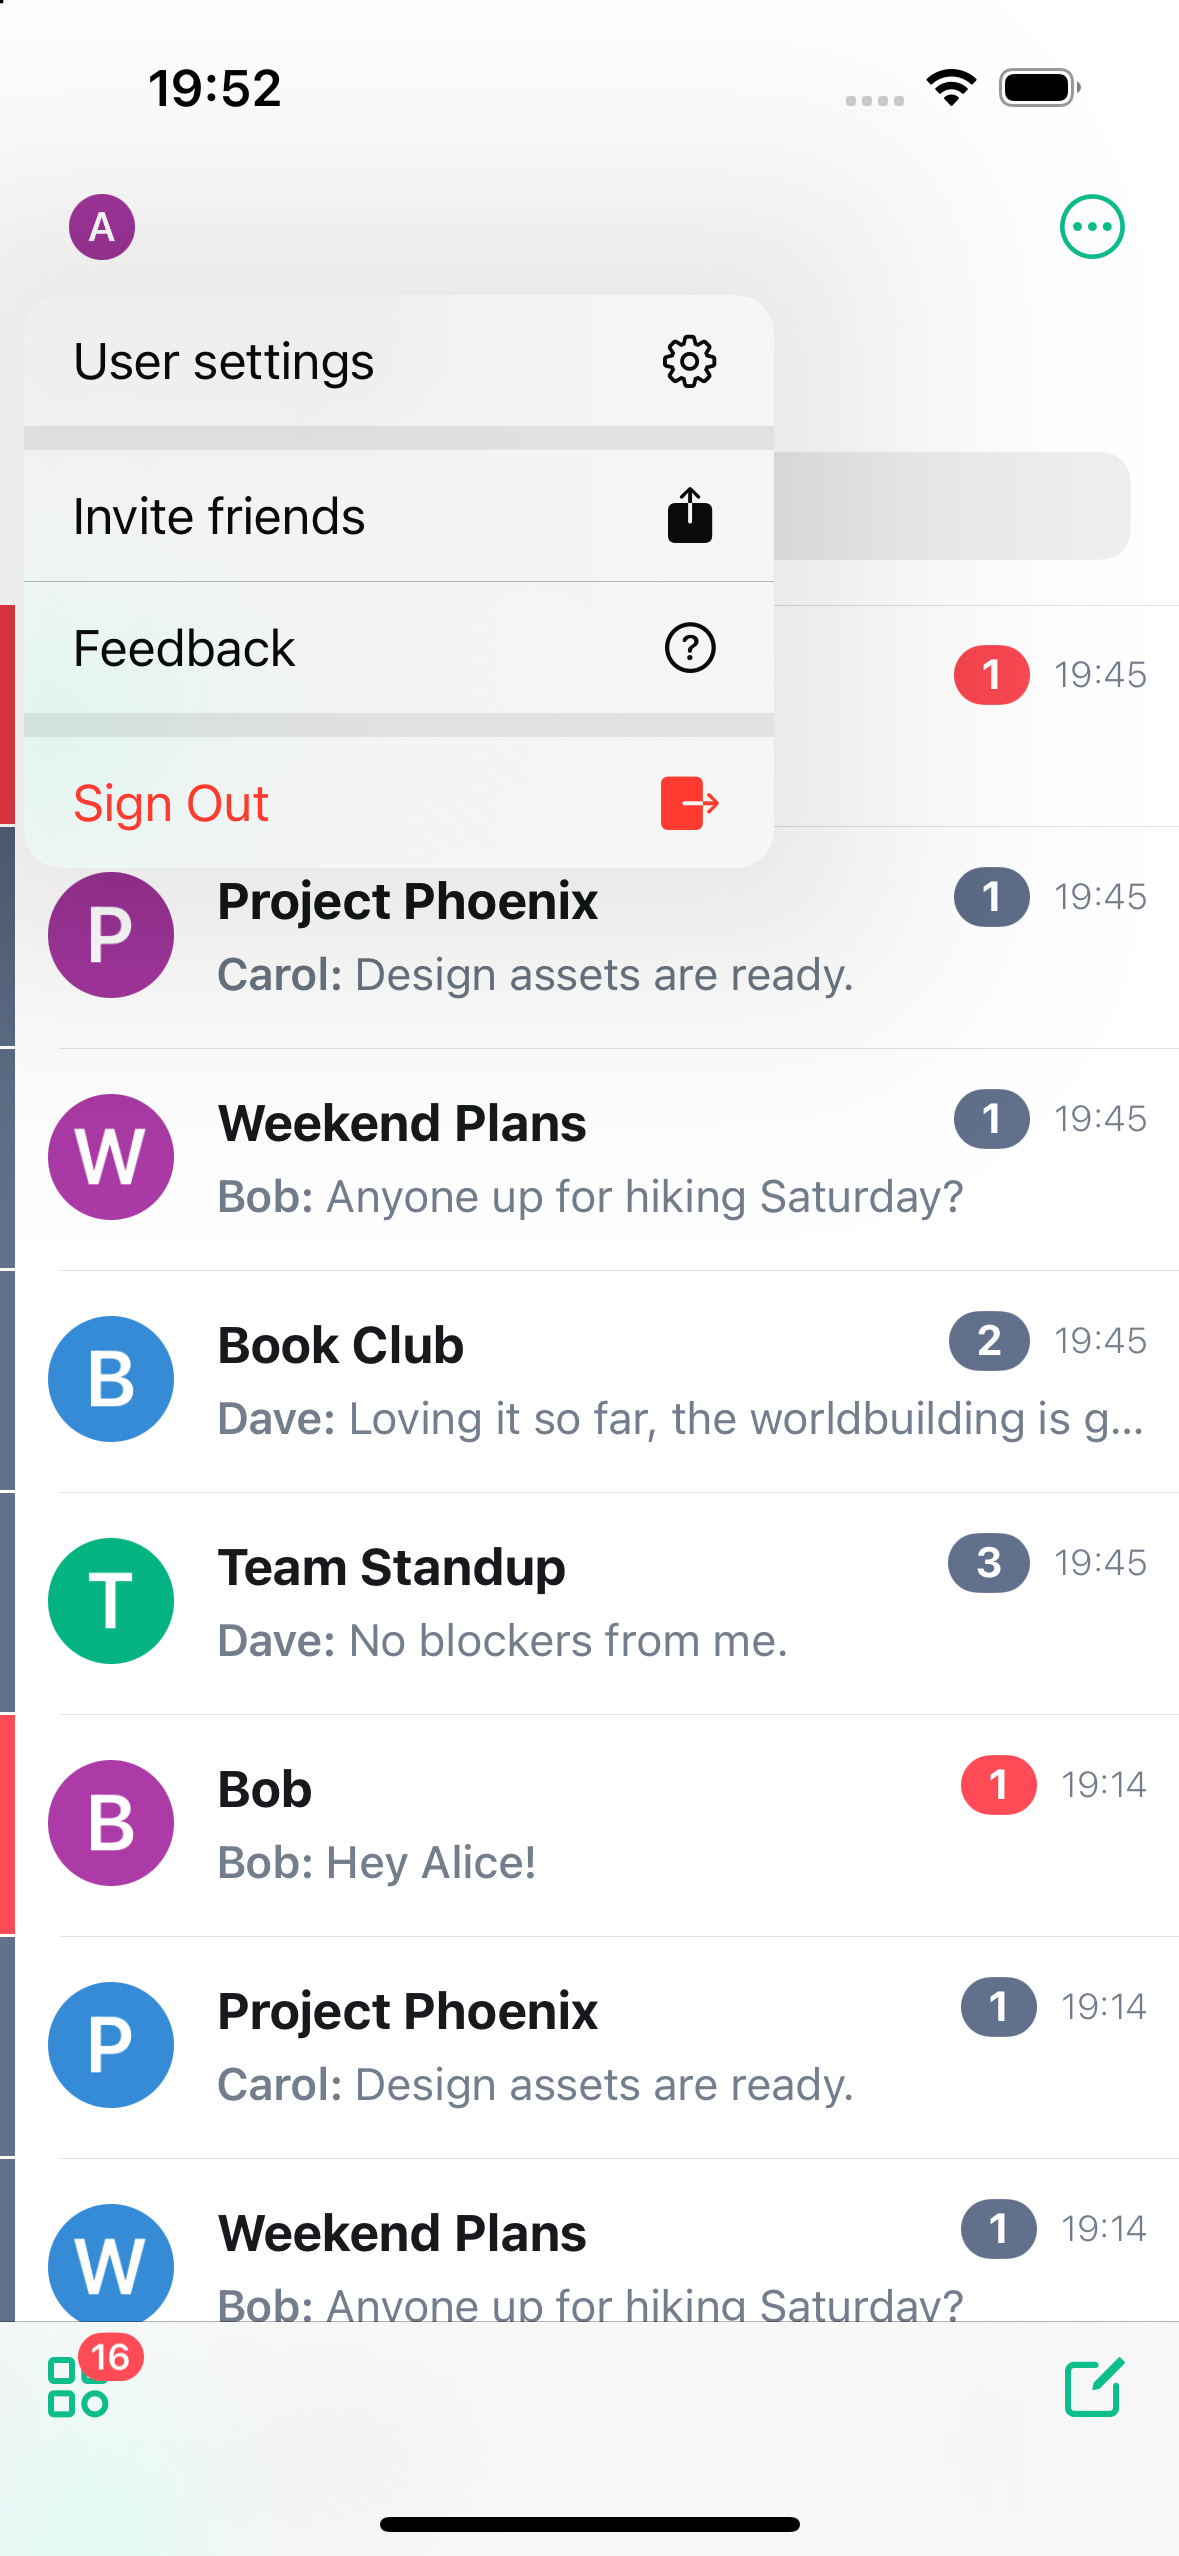 19:52
A
User settings
Invite friends
Feedback
Sign Out
1 19:45
P Project Phoenix 1 19:45
Carol: Design assets are ready.
W Weekend Plans 1 19:45
Bob: Anyone up for hiking Saturday?
B Book Club 2 19:45
Dave: Loving it so far, the worldbuilding is g...
T Team Standup 3 19:45
Dave: No blockers from me.
B Bob 1 19:14
Bob: Hey Alice!
P Project Phoenix 1 19:14
Carol: Design assets are ready.
W Weekend Plans 1 19:14
Bob: Anyone up for hiking Saturday?
16